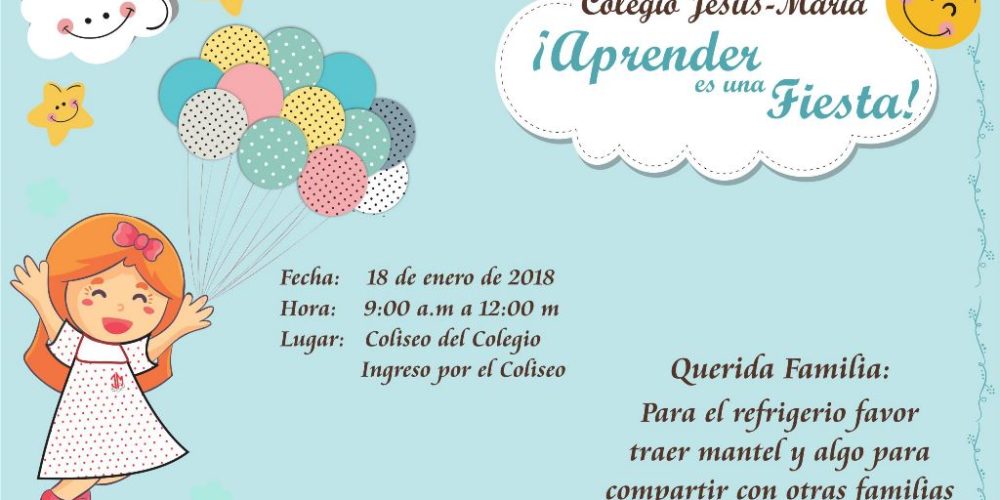 Colegio Jesús-María
¡Aprender
es una
Fiesta!
Fecha: 18 de enero de 2018
Hora: 9:00 a.m a 12:00 m
Lugar: Coliseo del Colegio
Ingreso por el Coliseo
Querida Familia:
Para el refrigerio favor
traer mantel y algo para
compartir con otras familias